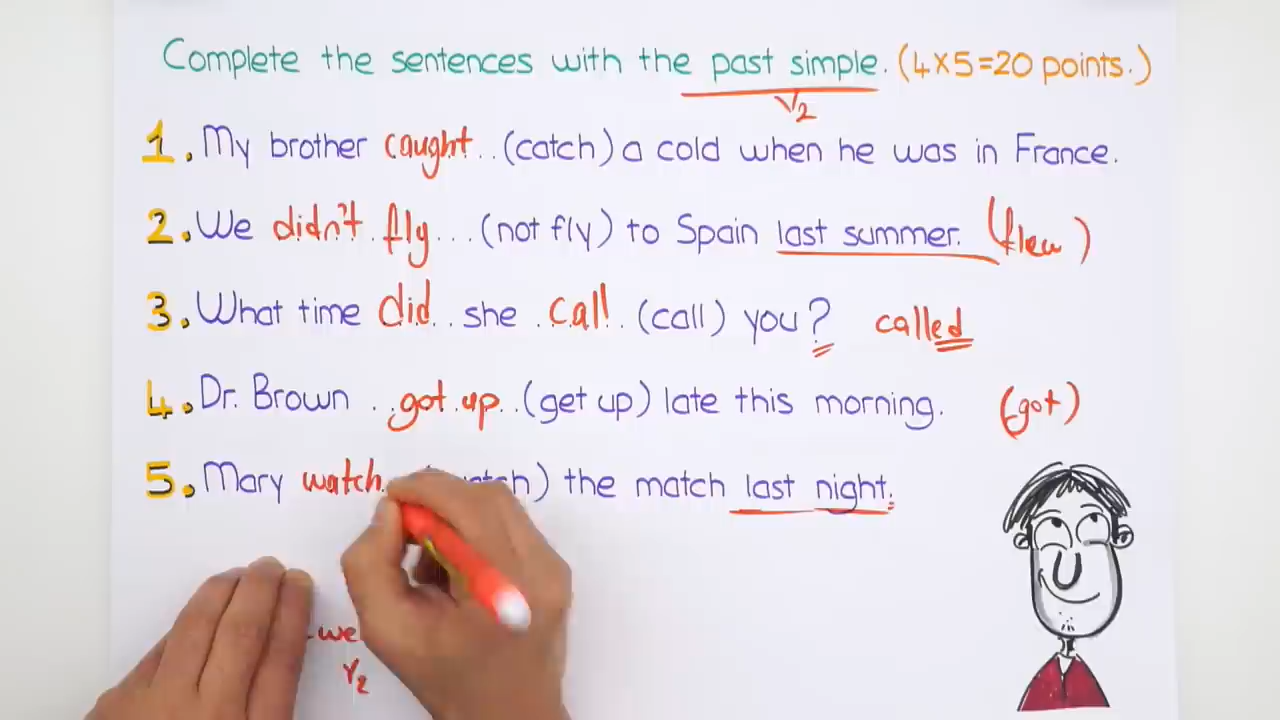 Complete the sentences with the past simple. (4x5=20 points.)
V2
1. My brother caught.. (catch) a cold when he was in France.
2. We didn't fly... (not fly) to Spain last summer. (flew)
3. What time did.. she .call. (call) you? called
4. Dr. Brown ..got up.. (get up) late this morning. (got)
5. Mary watch the match last night.
V2